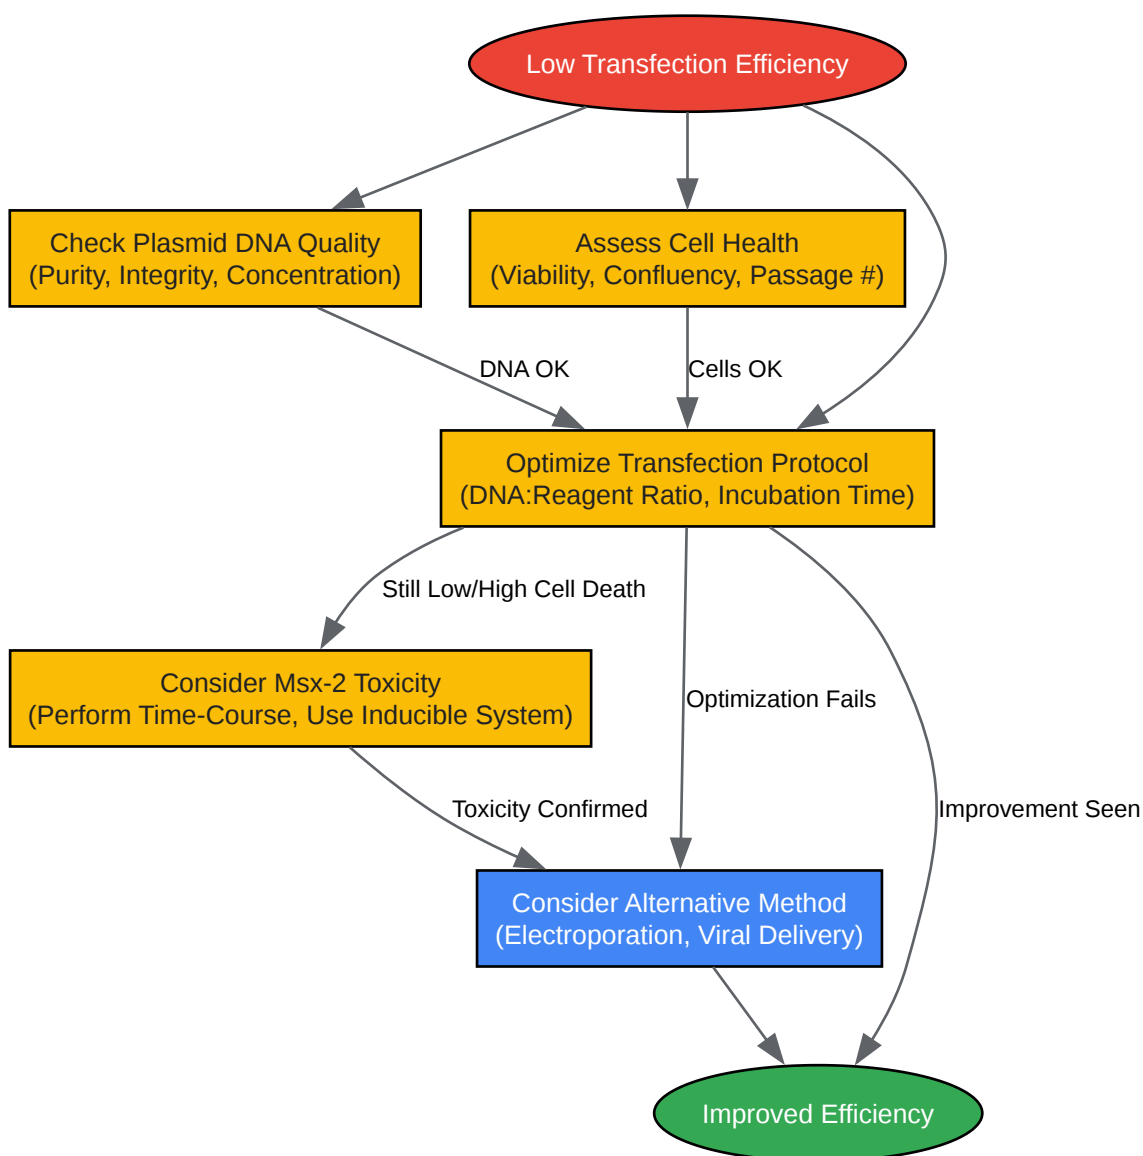 Low Transfection Efficiency
Check Plasmid DNA Quality
(Purity, Integrity, Concentration)
Assess Cell Health
(Viability, Confluency, Passage #)
DNA OK
Cells OK
Optimize Transfection Protocol
(DNA:Reagent Ratio, Incubation Time)
Still Low/High Cell Death
Consider Msx-2 Toxicity
(Perform Time-Course, Use Inducible System)
Optimization Fails
Toxicity Confirmed
Improvement Seen
Consider Alternative Method
(Electroporation, Viral Delivery)
Improved Efficiency